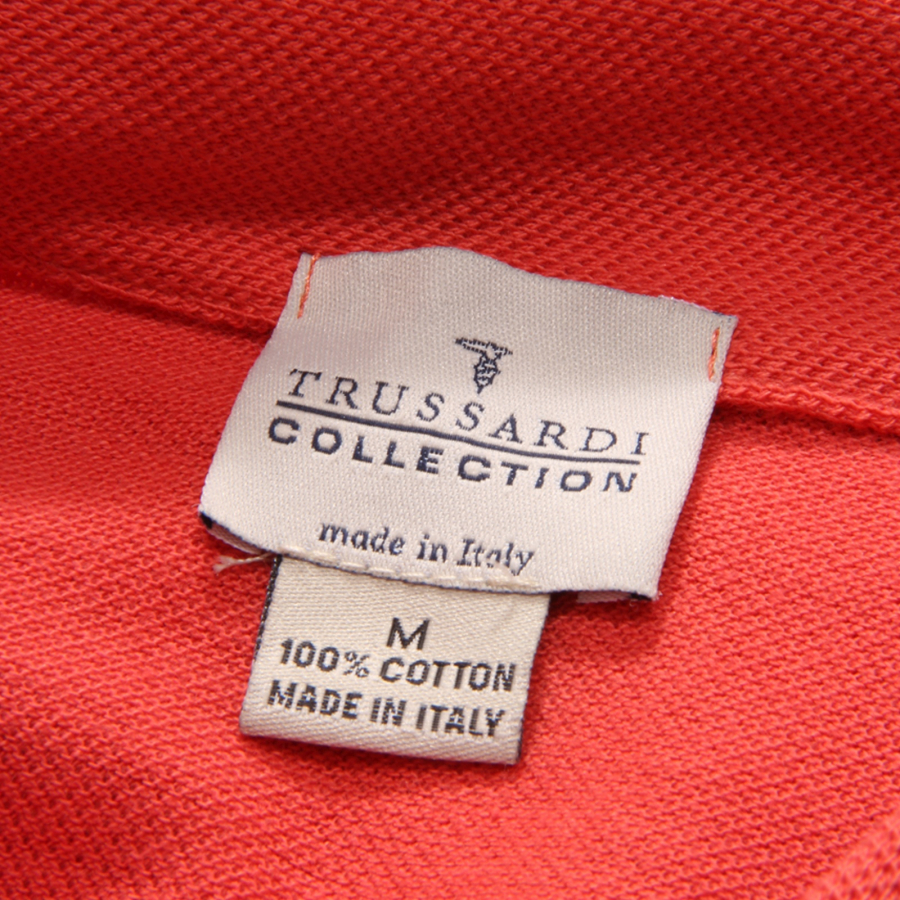 TRUSSARDI
COLLECTION
made in Italy
M
100% COTTON
MADE IN ITALY